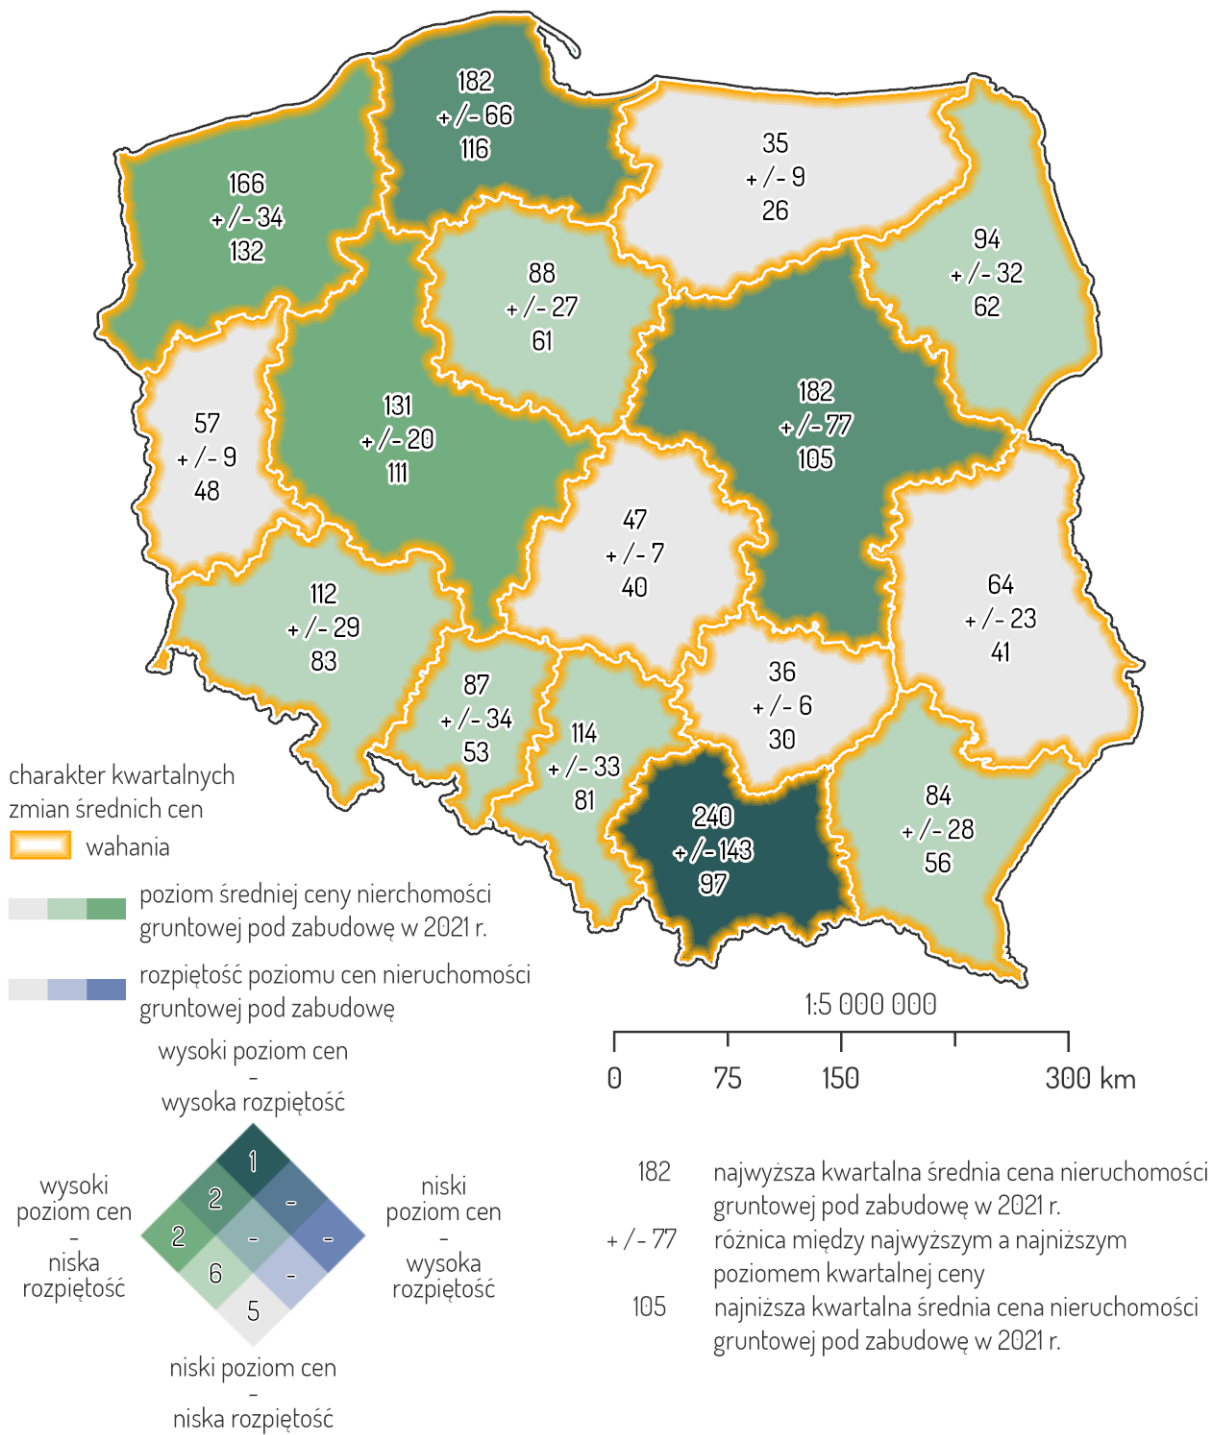 182
+/- 66
116
35
+/- 9
26
166
+/- 34
132
94
+/- 32
62
88
+/- 27
61
182
+/- 77
105
131
+/- 20
111
57
+/- 9
48
47
+/- 7
40
64
+/- 23
41
112
+/- 29
83
36
+/- 6
30
87
+/- 34
53
114
+/- 33
81
240
+/- 143
97
84
+/- 28
56
charakter kwartalnych
zmian średnich cen
wahania
poziom średniej ceny nierchomości
gruntowej pod zabudowę w 2021 r.
rozpiętość poziomu cen nieruchomości
gruntowej pod zabudowę
1:5 000 000
0 75 150 300 km
wysoki poziom cen
-
wysoka rozpiętość
wysoki
poziom cen
-
niska
rozpiętość
1
2
-
2
-
-
6
-
5
niski
poziom cen
-
wysoka
rozpiętość
niski poziom cen
-
niska rozpiętość
182 najwyższa kwartalna średnia cena nieruchomości
gruntowej pod zabudowę w 2021 r.
+/- 77 różnica między najwyższym a najniższym
poziomem kwartalnej ceny
105 najniższa kwartalna średnia cena nieruchomości
gruntowej pod zabudowę w 2021 r.